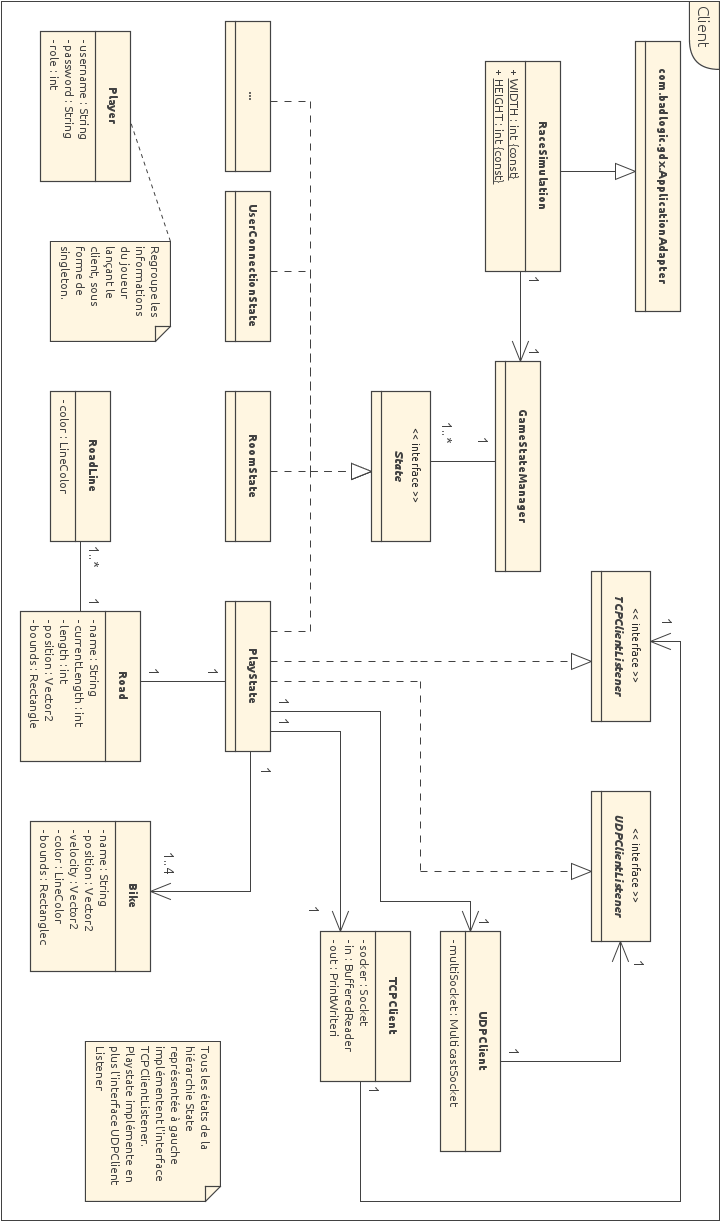 Client
com.badlogic.gdx.ApplicationAdapter
RaceSimulation
+ WIDTH : int {const}
+ HEIGHT : int {const}
1
1
GameStateManager
1
1..*
<< interface >>
State
<< interface >>
TCPClientListener
1
<< interface >>
UDPClientListener
1
...
UserConnectionState
RoomState
PlayState
1
1
1
1
Player
- username : String
- password : String
- role : int
Regroupe les
informations
du joueur
lançant le
client, sous
forme de
singleton.
RoadLine
- color : LineColor
1..*
1
Road
- name : String
- currentLength : int
- length : int
- position : Vector2
- bounds : Rectangle
1
1..4
Bike
- name : String
- position : Vector2
- velocity : Vector2
- color : LineColor
- bounds : Rectanglec
1
TCPClient
- socker : Socket
- in : BufferedReader
- out : PrintWriteri
1
1
UDPClient
- multiSocket : MulticastSocket
1
Tous les états de la
hiérarchie State
représentée à gauche
implémentent l'interface
TCPClientListener.
Playstate implémente en
plus l'interface UDPClient
Listener